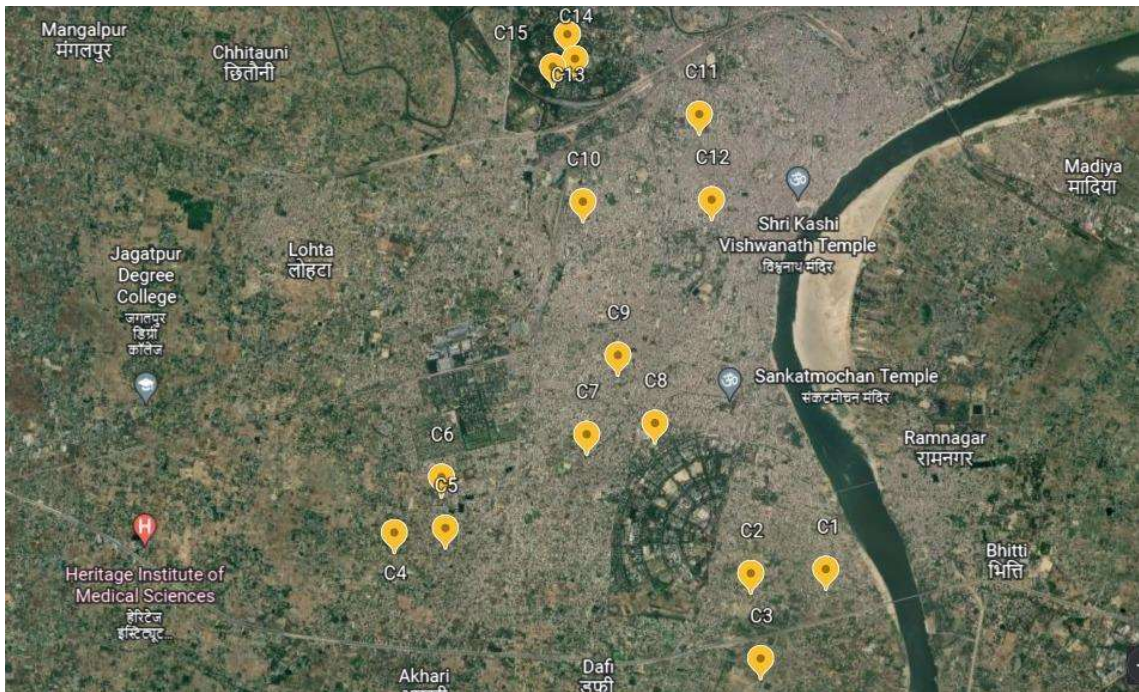 C14
Mangalpur
मंगलपुर
C15
Chhitauni
छितौनी
C13
C11
C12
C10
Madiya
मादिया
Shri Kashi
Vishwanath Temple
विश्वनाथ मंदिर
Lohta
लोहटा
Jagatpur
Degree
College
जगतपुर
डिग्री
कॉलेज
C9
Sankatmochan Temple
संकटमोचन मंदिर
C8
C7
C6
Ramnagar
रामनगर
C5
C4
C2
C1
Bhitti
भित्ति
Heritage Institute of
Medical Sciences
हेरिटेज
इंस्टिट्यूट...
C3
Akhari
Dafi
डफी